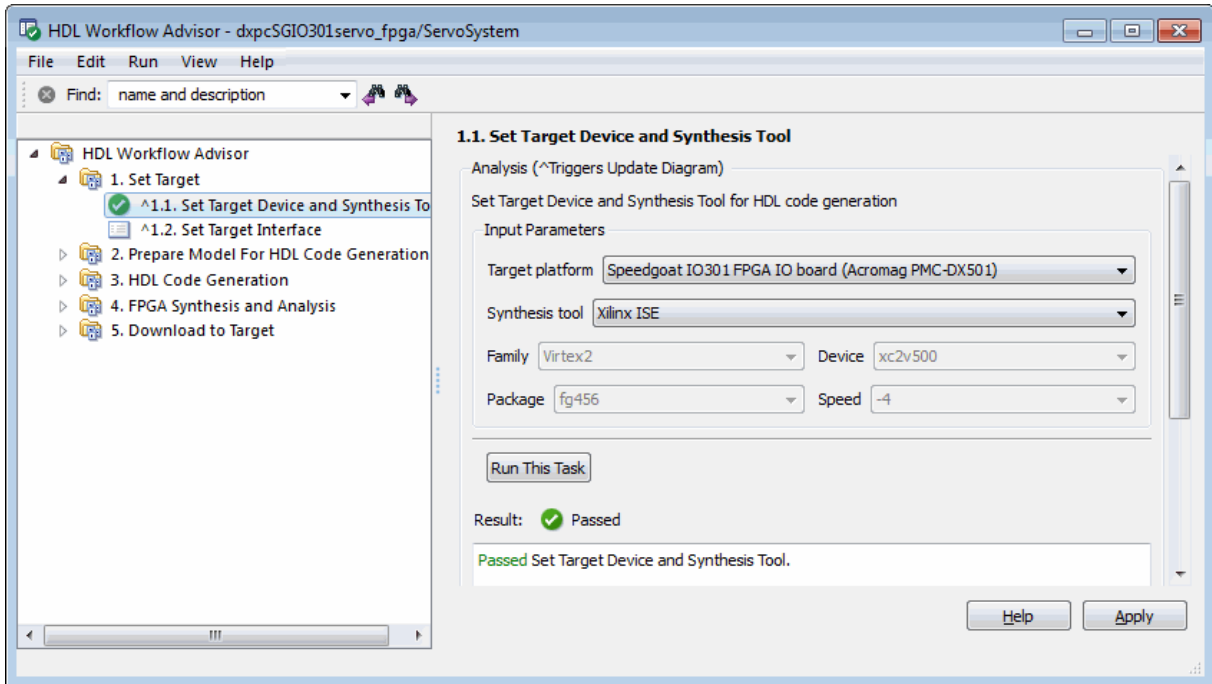 HDL Workflow Advisor - dxpcSGIO301servo_fpga/ServoSystem
File Edit Run View Help
Find: name and description
HDL Workflow Advisor
1. Set Target
^1.1. Set Target Device and Synthesis To
^1.2. Set Target Interface
2. Prepare Model For HDL Code Generation
3. HDL Code Generation
4. FPGA Synthesis and Analysis
5. Download to Target
1.1. Set Target Device and Synthesis Tool
Analysis (^Triggers Update Diagram)
Set Target Device and Synthesis Tool for HDL code generation
Input Parameters
Target platform Speedgoat IO301 FPGA IO board (Acromag PMC-DX501)
Synthesis tool Xilinx ISE
Family Virtex2 Device xc2v500
Package fg456 Speed -4
Run This Task
Result: Passed
Passed Set Target Device and Synthesis Tool.
Help Apply